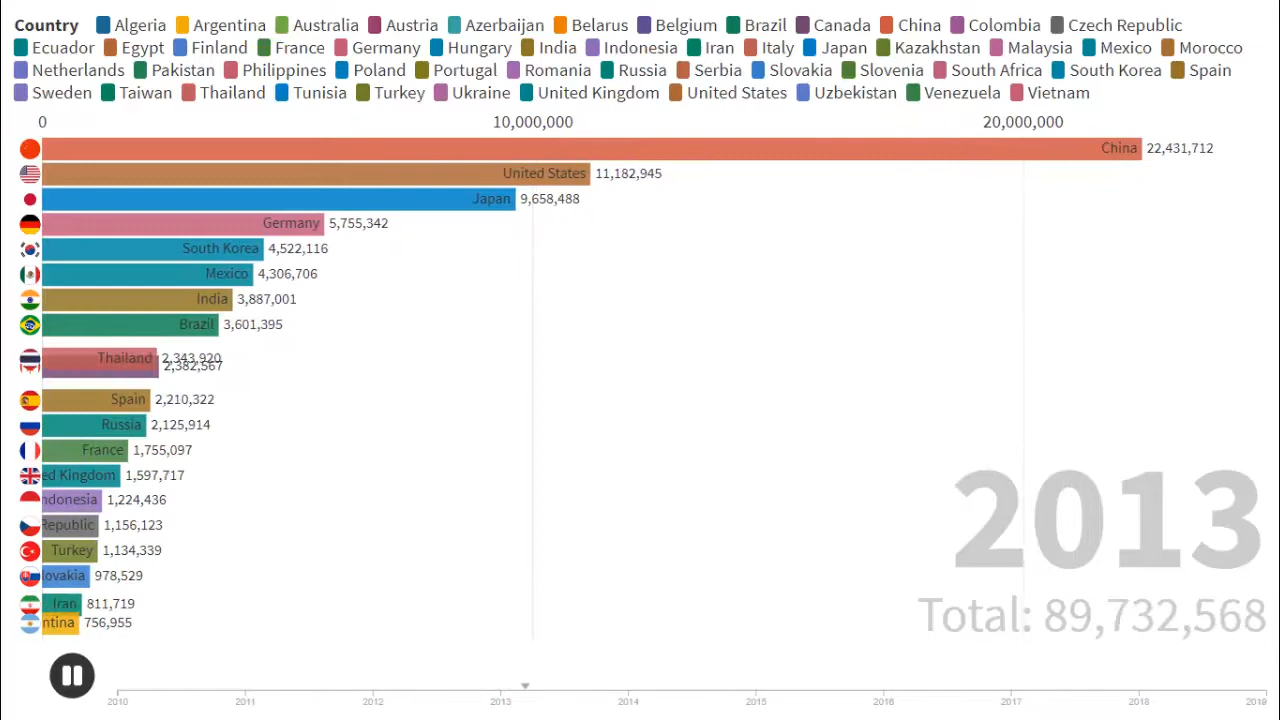 Country Algeria Argentina Australia Austria Azerbaijan Belarus Belgium Brazil Canada China Colombia Czech Republic
Ecuador Egypt Finland France Germany Hungary India Indonesia Iran Italy Japan Kazakhstan Malaysia Mexico Morocco
Netherlands Pakistan Philippines Poland Portugal Romania Russia Serbia Slovakia Slovenia South Africa South Korea Spain
Sweden Taiwan Thailand Tunisia Turkey Ukraine United Kingdom United States Uzbekistan Venezuela Vietnam
0 10,000,000 20,000,000
China 22,431,712
United States 11,182,945
Japan 9,658,488
Germany 5,755,342
South Korea 4,522,116
Mexico 4,306,706
India 3,887,001
Brazil 3,601,395
Thailand 2,343,920
2,382,567
Spain 2,210,322
Russia 2,125,914
France 1,755,097
ed Kingdom 1,597,717
ndonesia 1,224,436
Republic 1,156,123
Turkey 1,134,339
lovakia 978,529
Iran 811,719
ntina 756,955
2013
Total: 89,732,568
2010 2011 2012 2013 2014 2015 2016 2017 2018 2019